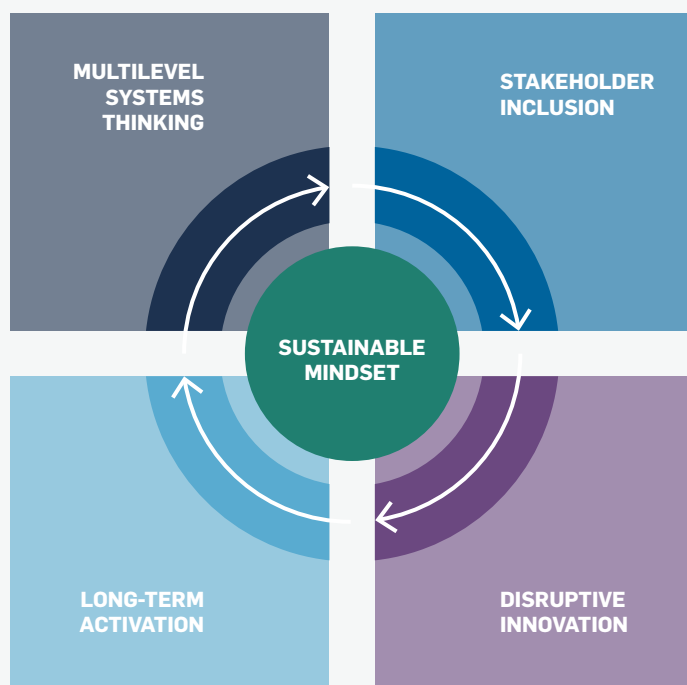 MULTILEVEL
SYSTEMS
THINKING
STAKEHOLDER
INCLUSION
SUSTAINABLE
MINDSET
LONG-TERM
ACTIVATION
DISRUPTIVE
INNOVATION